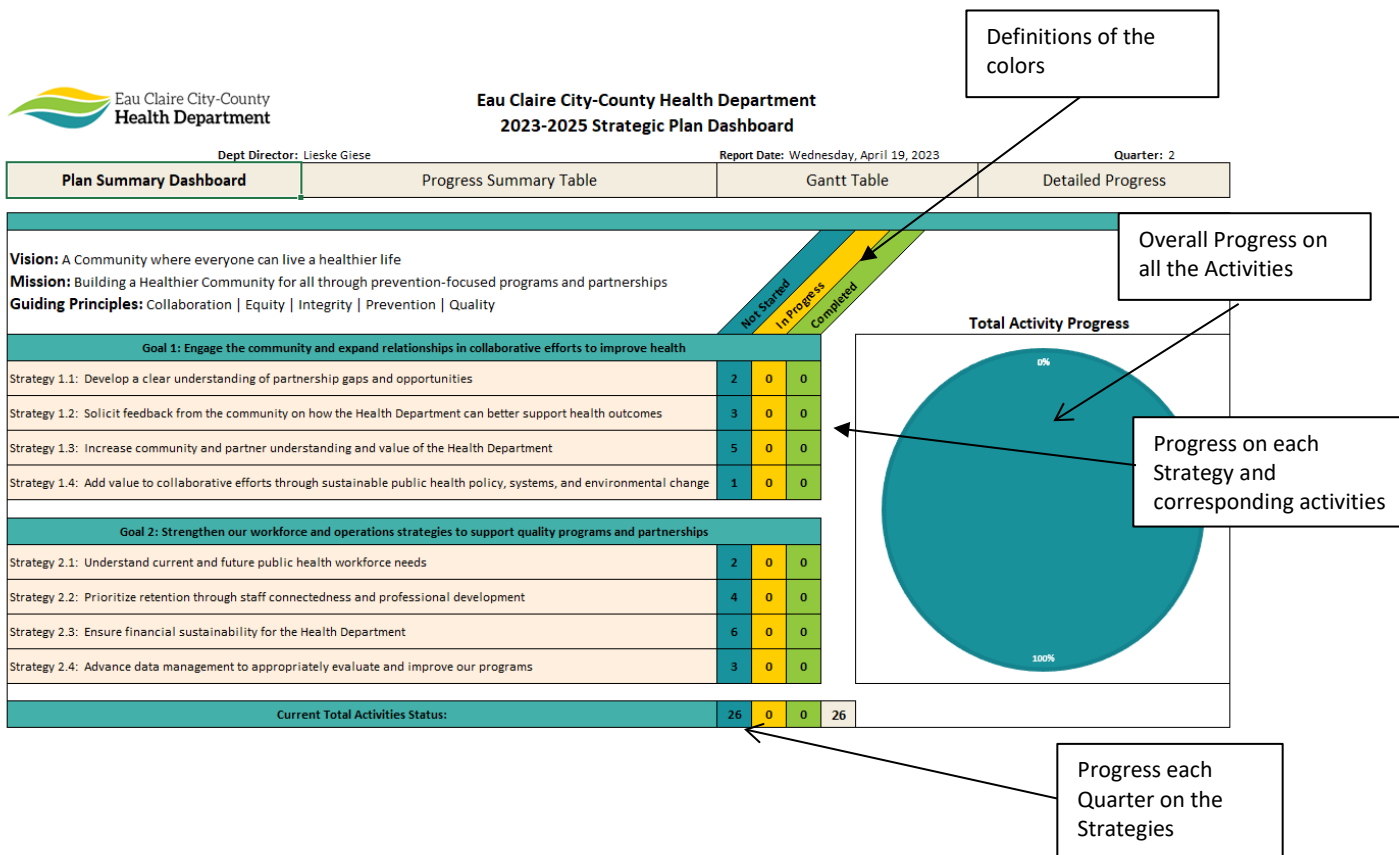 Definitions of the
colors
Eau Claire City-County
Health Department
Eau Claire City-County Health Department
2023-2025 Strategic Plan Dashboard
Dept Director: Lieske Giese Report Date: Wednesday, April 19, 2023 Quarter: 2
Plan Summary Dashboard Progress Summary Table Gantt Table Detailed Progress
Overall Progress on
all the Activities
Vision: A Community where everyone can live a healthier life
Mission: Building a Healthier Community for all through prevention-focused programs and partnerships
Guiding Principles: Collaboration | Equity | Integrity | Prevention | Quality
Not Started
In Progress
Completed
Total Activity Progress
0%
100%
Goal 1: Engage the community and expand relationships in collaborative efforts to improve health
Strategy 1.1: Develop a clear understanding of partnership gaps and opportunities 2 0 0
Strategy 1.2: Solicit feedback from the community on how the Health Department can better support health outcomes 3 0 0
Strategy 1.3: Increase community and partner understanding and value of the Health Department 5 0 0
Strategy 1.4: Add value to collaborative efforts through sustainable public health policy, systems, and environmental change 1 0 0
Progress on each
Strategy and
corresponding activities
Goal 2: Strengthen our workforce and operations strategies to support quality programs and partnerships
Strategy 2.1: Understand current and future public health workforce needs 2 0 0
Strategy 2.2: Prioritize retention through staff connectedness and professional development 4 0 0
Strategy 2.3: Ensure financial sustainability for the Health Department 6 0 0
Strategy 2.4: Advance data management to appropriately evaluate and improve our programs 3 0 0
Current Total Activities Status: 26 0 0 26
Progress each
Quarter on the
Strategies